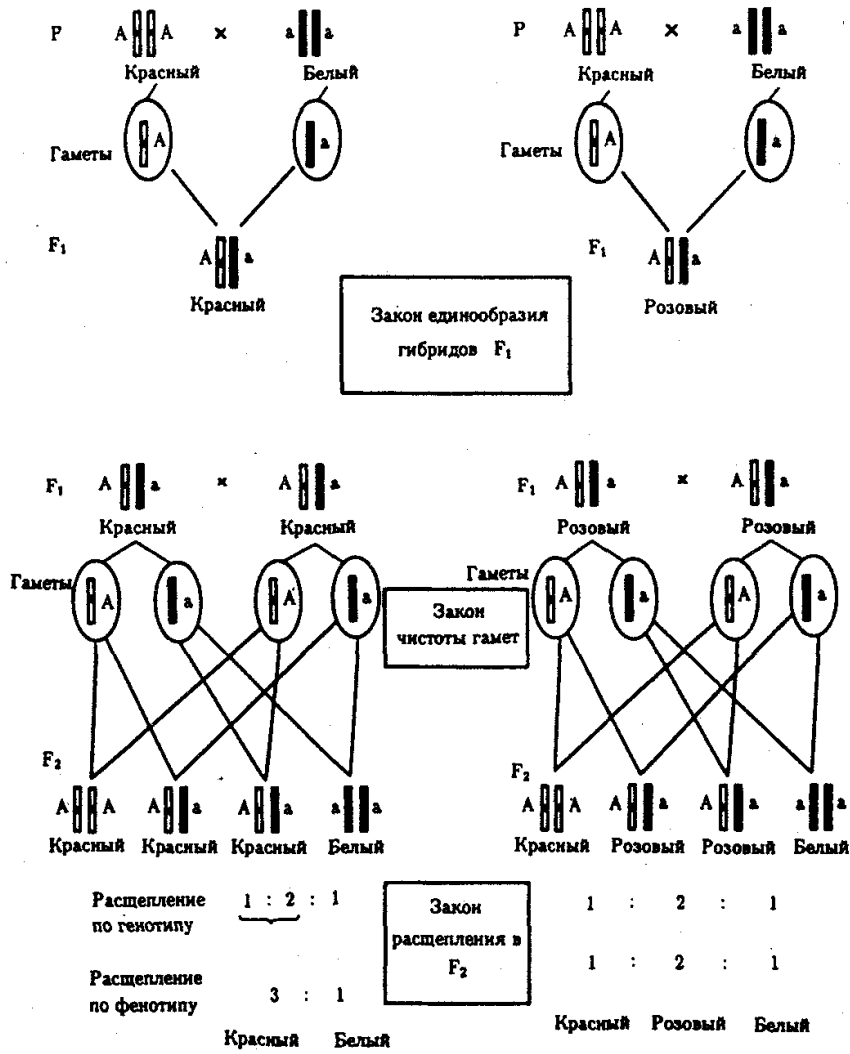 P A A × a a P A A × a a
Красный Белый Красный Белый
Гаметы A a Гаметы A a
F₁ A a F₁ A a
Красный Розовый
Закон единообразия
гибридов F₁
F₁ A a × A a F₁ A a × A a
Красный Красный Розовый Розовый
Гаметы A a A a Гаметы A a A a
Закон
чистоты гамет
F₂ F₂
A A A a A a a a A A A a A a a a
Красный Красный Красный Белый Красный Розовый Розовый Белый
Расщепление
по генотипу
1 : 2 : 1 1 : 2 : 1
Закон
расщепления в
F₂
Расщепление
по фенотипу
3 : 1 1 : 2 : 1
Красный Белый Красный Розовый Белый